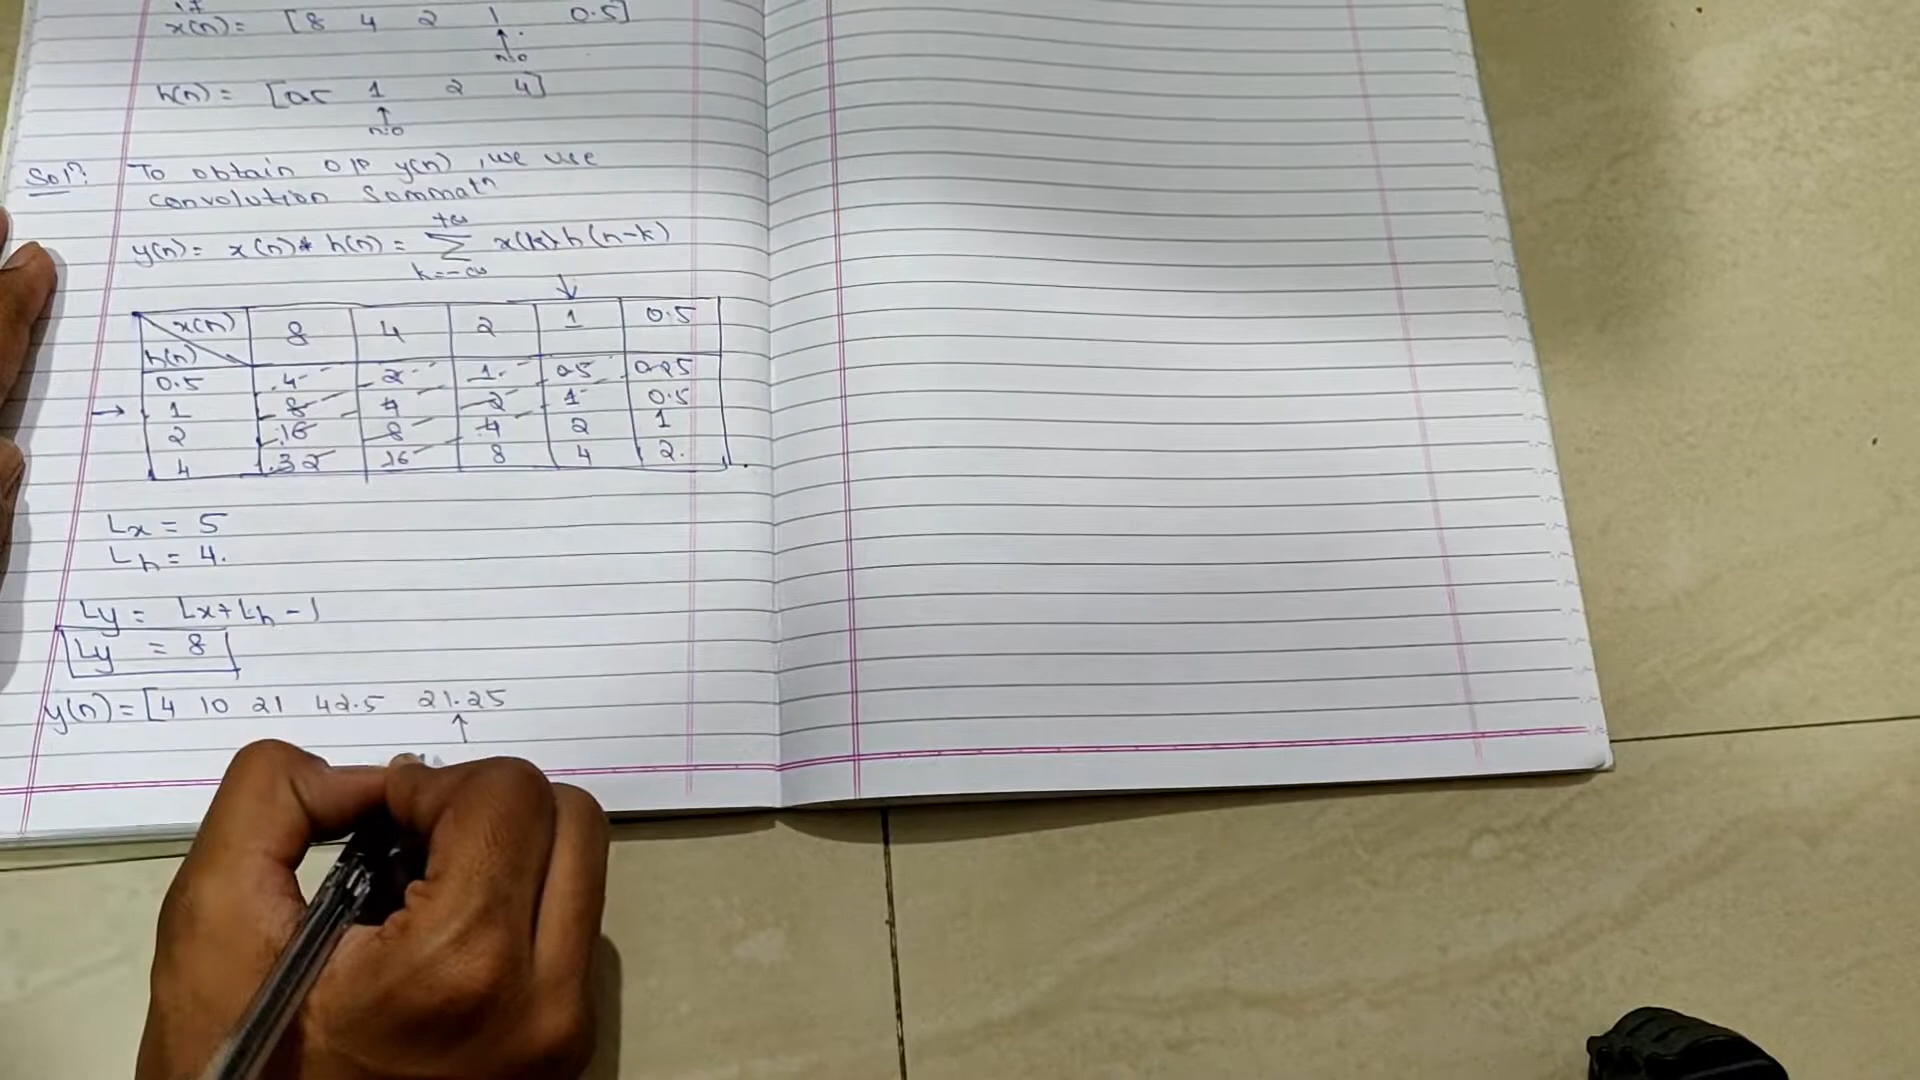 x(n) = [8 4 2 1 0.5]
↑
n=0
h(n) = [0.5 1 2 4]
↑
n=0
Solⁿ: To obtain O/P y(n), we use
convolution Sommatⁿ
y(n) = x(n) * h(n) = +∞ Σ k=-∞ x(k) h(n-k)
↓
x(n) 8 4 2 1 0.5
h(n)
0.5 4 2 1 0.5 0.25
→ 1 8 4 2 1 0.5
2 16 8 4 2 1
4 32 16 8 4 2
Lx = 5
Lh = 4.
Ly = Lx+Lh-1
Ly = 8
y(n) = [4 10 21 42.5 21.25
↑